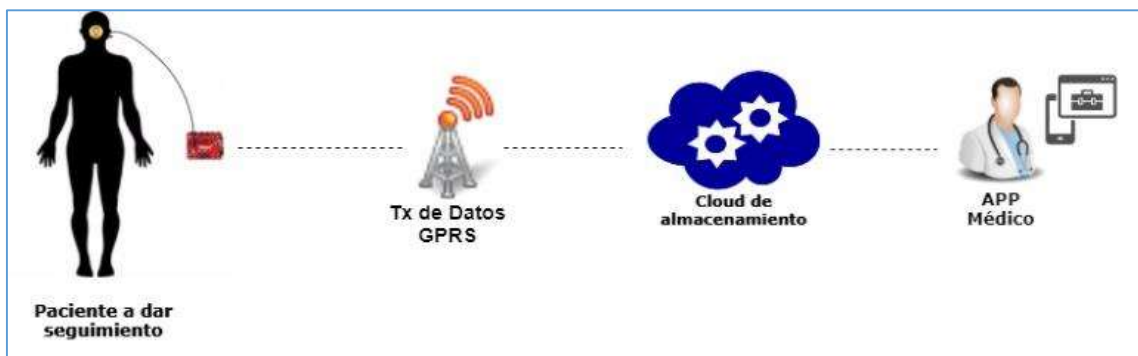 Paciente a dar
seguimiento
Tx de Datos
GPRS
Cloud de
almacenamiento
APP
Médico